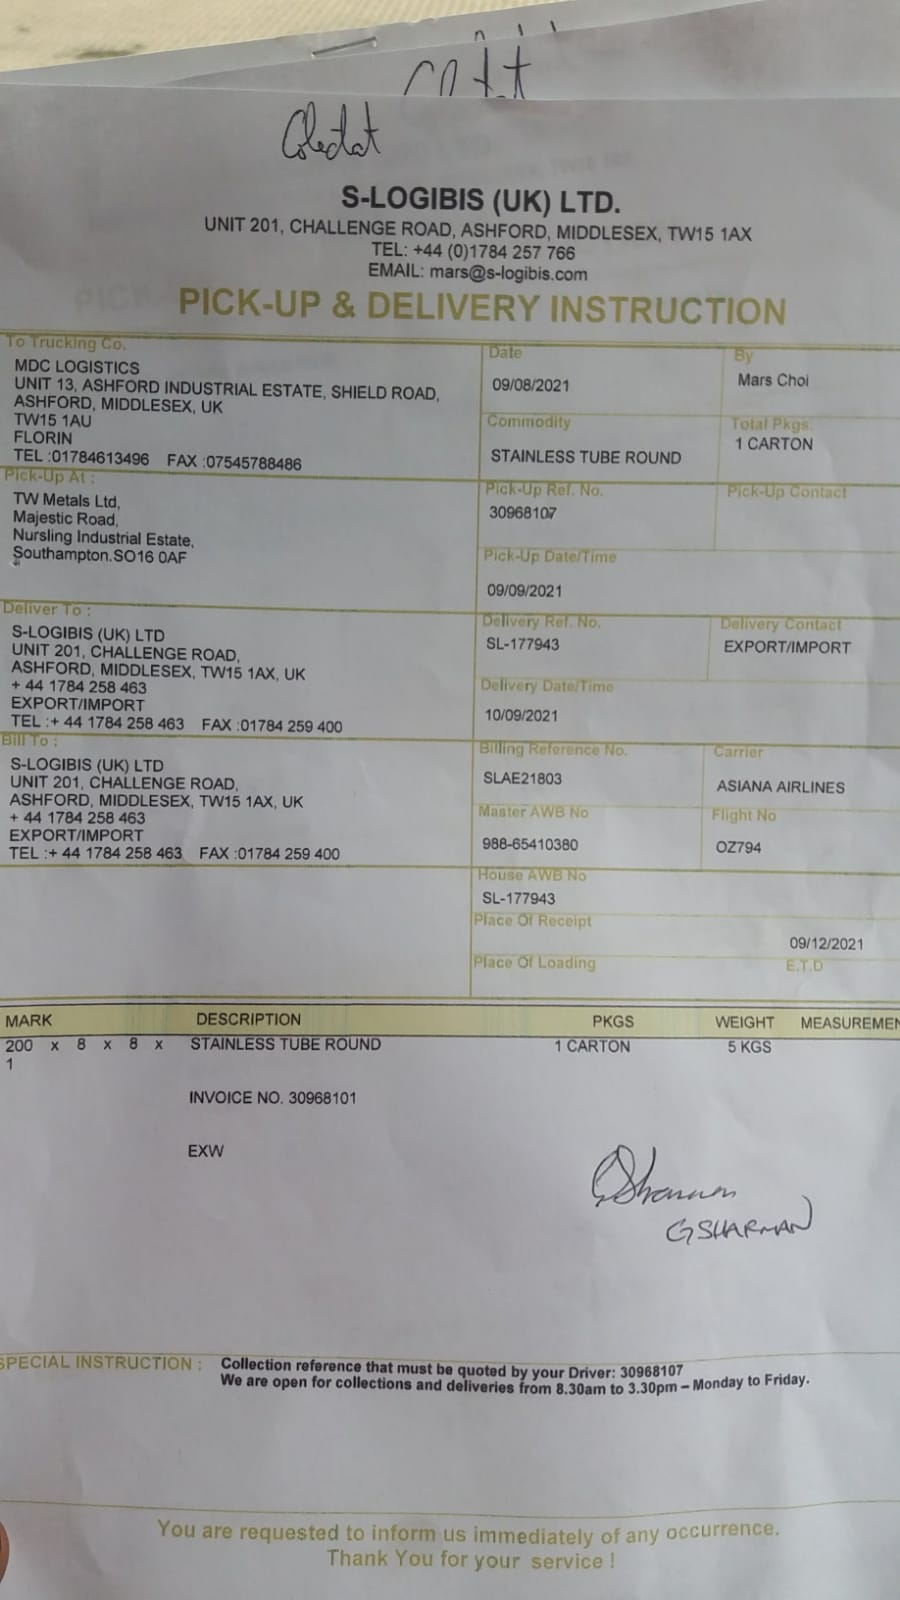 S-LOGIBIS (UK) LTD.
UNIT 201, CHALLENGE ROAD, ASHFORD, MIDDLESEX, TW15 1AX
TEL: +44 (0)1784 257 766
EMAIL: mars@s-logibis.com
PICK-UP & DELIVERY INSTRUCTION
To Trucking Co.
MDC LOGISTICS
UNIT 13, ASHFORD INDUSTRIAL ESTATE, SHIELD ROAD,
ASHFORD, MIDDLESEX, UK
TW15 1AU
FLORIN
TEL :01784613496 FAX :07545788486
Date
09/08/2021
By
Mars Choi
Commodity
STAINLESS TUBE ROUND
Total Pkgs.
1 CARTON
Pick-Up At :
TW Metals Ltd,
Majestic Road,
Nursling Industrial Estate,
Southampton.SO16 0AF
Pick-Up Ref. No.
30968107
Pick-Up Contact
Pick-Up Date/Time
09/09/2021
Deliver To :
S-LOGIBIS (UK) LTD
UNIT 201, CHALLENGE ROAD,
ASHFORD, MIDDLESEX, TW15 1AX, UK
+ 44 1784 258 463
EXPORT/IMPORT
TEL :+ 44 1784 258 463 FAX :01784 259 400
Delivery Ref. No.
SL-177943
Delivery Contact
EXPORT/IMPORT
Delivery Date/Time
10/09/2021
Bill To :
S-LOGIBIS (UK) LTD
UNIT 201, CHALLENGE ROAD,
ASHFORD, MIDDLESEX, TW15 1AX, UK
+ 44 1784 258 463
EXPORT/IMPORT
TEL :+ 44 1784 258 463 FAX :01784 259 400
Billing Reference No.
SLAE21803
Carrier
ASIANA AIRLINES
Master AWB No
988-65410380
Flight No
OZ794
House AWB No
SL-177943
Place Of Receipt
09/12/2021
Place Of Loading
E.T.D
MARK DESCRIPTION PKGS WEIGHT MEASUREMEN
200 x 8 x 8 x STAINLESS TUBE ROUND 1 CARTON 5 KGS
1
INVOICE NO. 30968101
EXW
G SHARMAN
SPECIAL INSTRUCTION : Collection reference that must be quoted by your Driver: 30968107
We are open for collections and deliveries from 8.30am to 3.30pm – Monday to Friday.
You are requested to inform us immediately of any occurrence.
Thank You for your service !